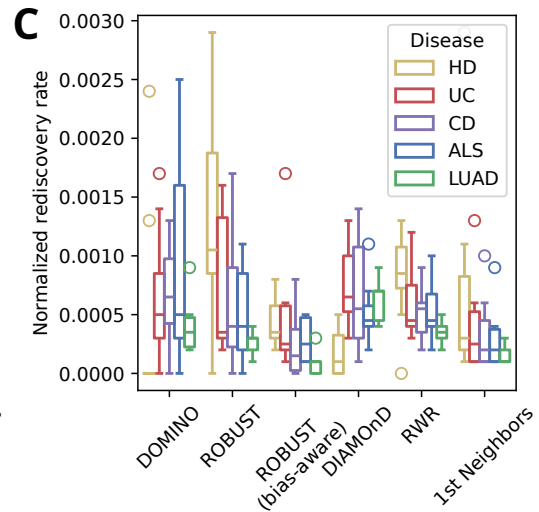 C
Normalized rediscovery rate
0.0030
0.0025
0.0020
0.0015
0.0010
0.0005
0.0000
Disease
HD
UC
CD
ALS
LUAD
DOMINO
ROBUST
ROBUST
(bias-aware)
DIAMOnD
RWR
1st Neighbors